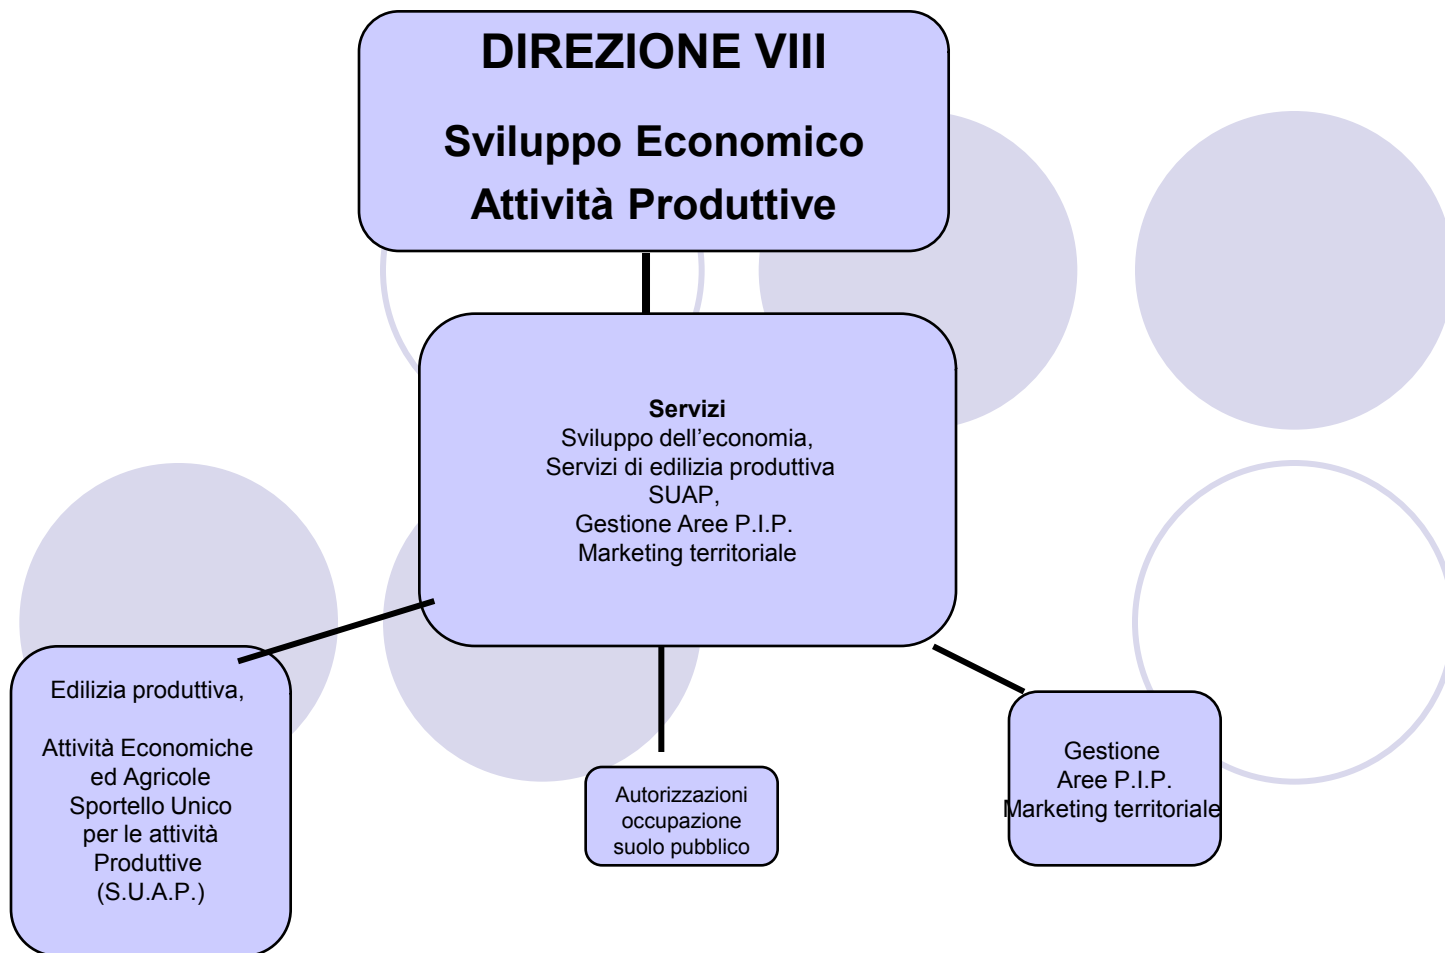 DIREZIONE VIII
Sviluppo Economico
Attività Produttive
Servizi
Sviluppo dell’economia,
Servizi di edilizia produttiva
SUAP,
Gestione Aree P.I.P.
Marketing territoriale
Edilizia produttiva,
Attività Economiche
ed Agricole
Sportello Unico
per le attività
Produttive
(S.U.A.P.)
Autorizzazioni
occupazione
suolo pubblico
Gestione
Aree P.I.P.
Marketing territoriale